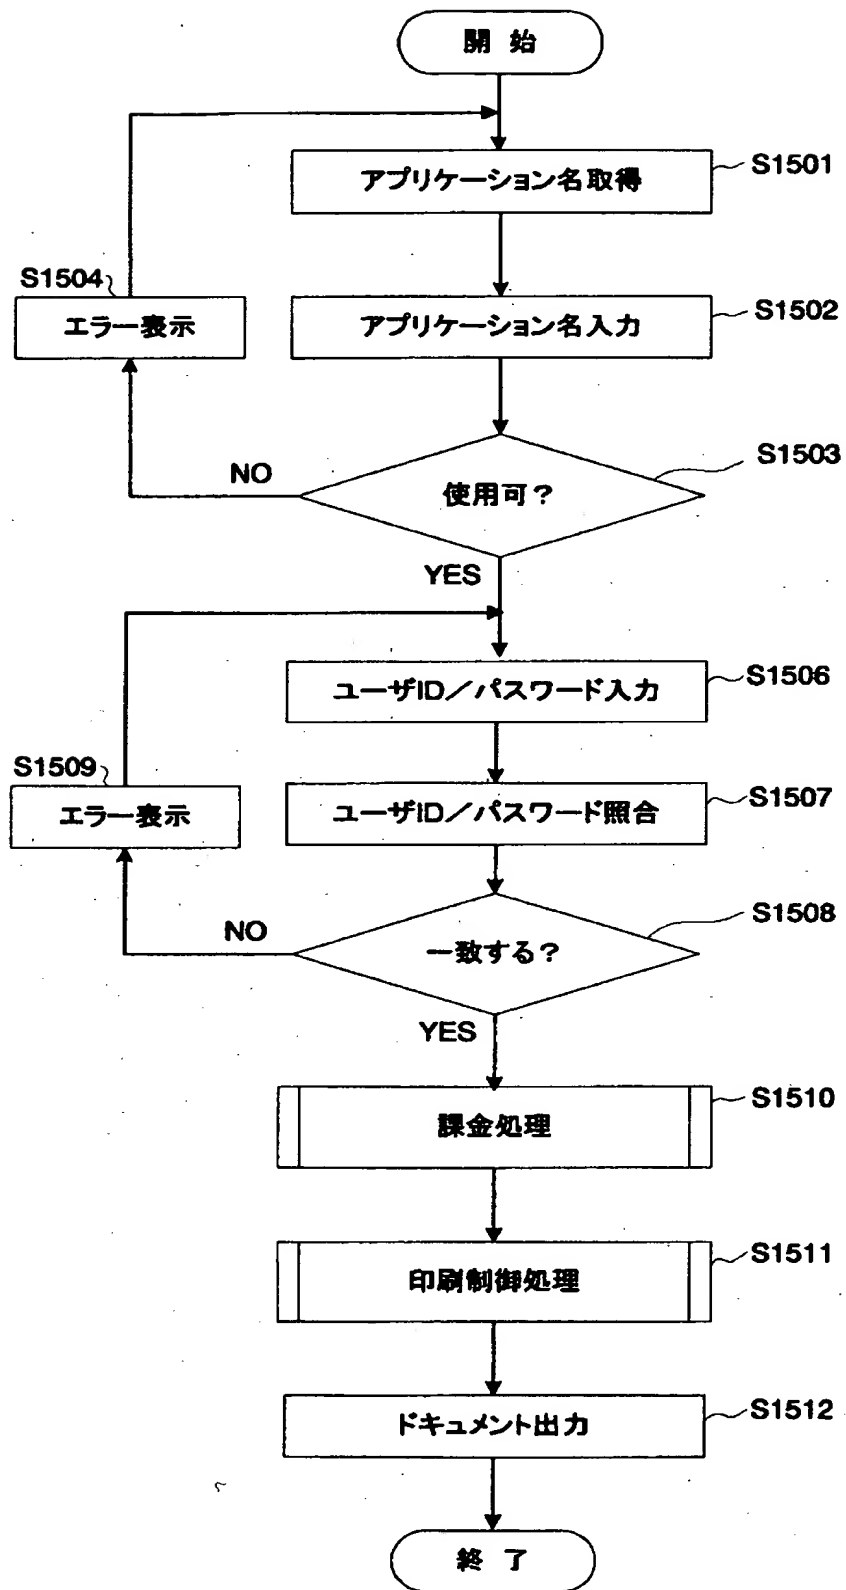 開始
アプリケーション名取得
S1501
S1504
エラー表示
アプリケーション名入力
S1502
NO
使用可？
S1503
YES
ユーザID／パスワード入力
S1506
S1509
エラー表示
ユーザID／パスワード照合
S1507
NO
一致する？
S1508
YES
課金処理
S1510
印刷制御処理
S1511
ドキュメント出力
S1512
終了